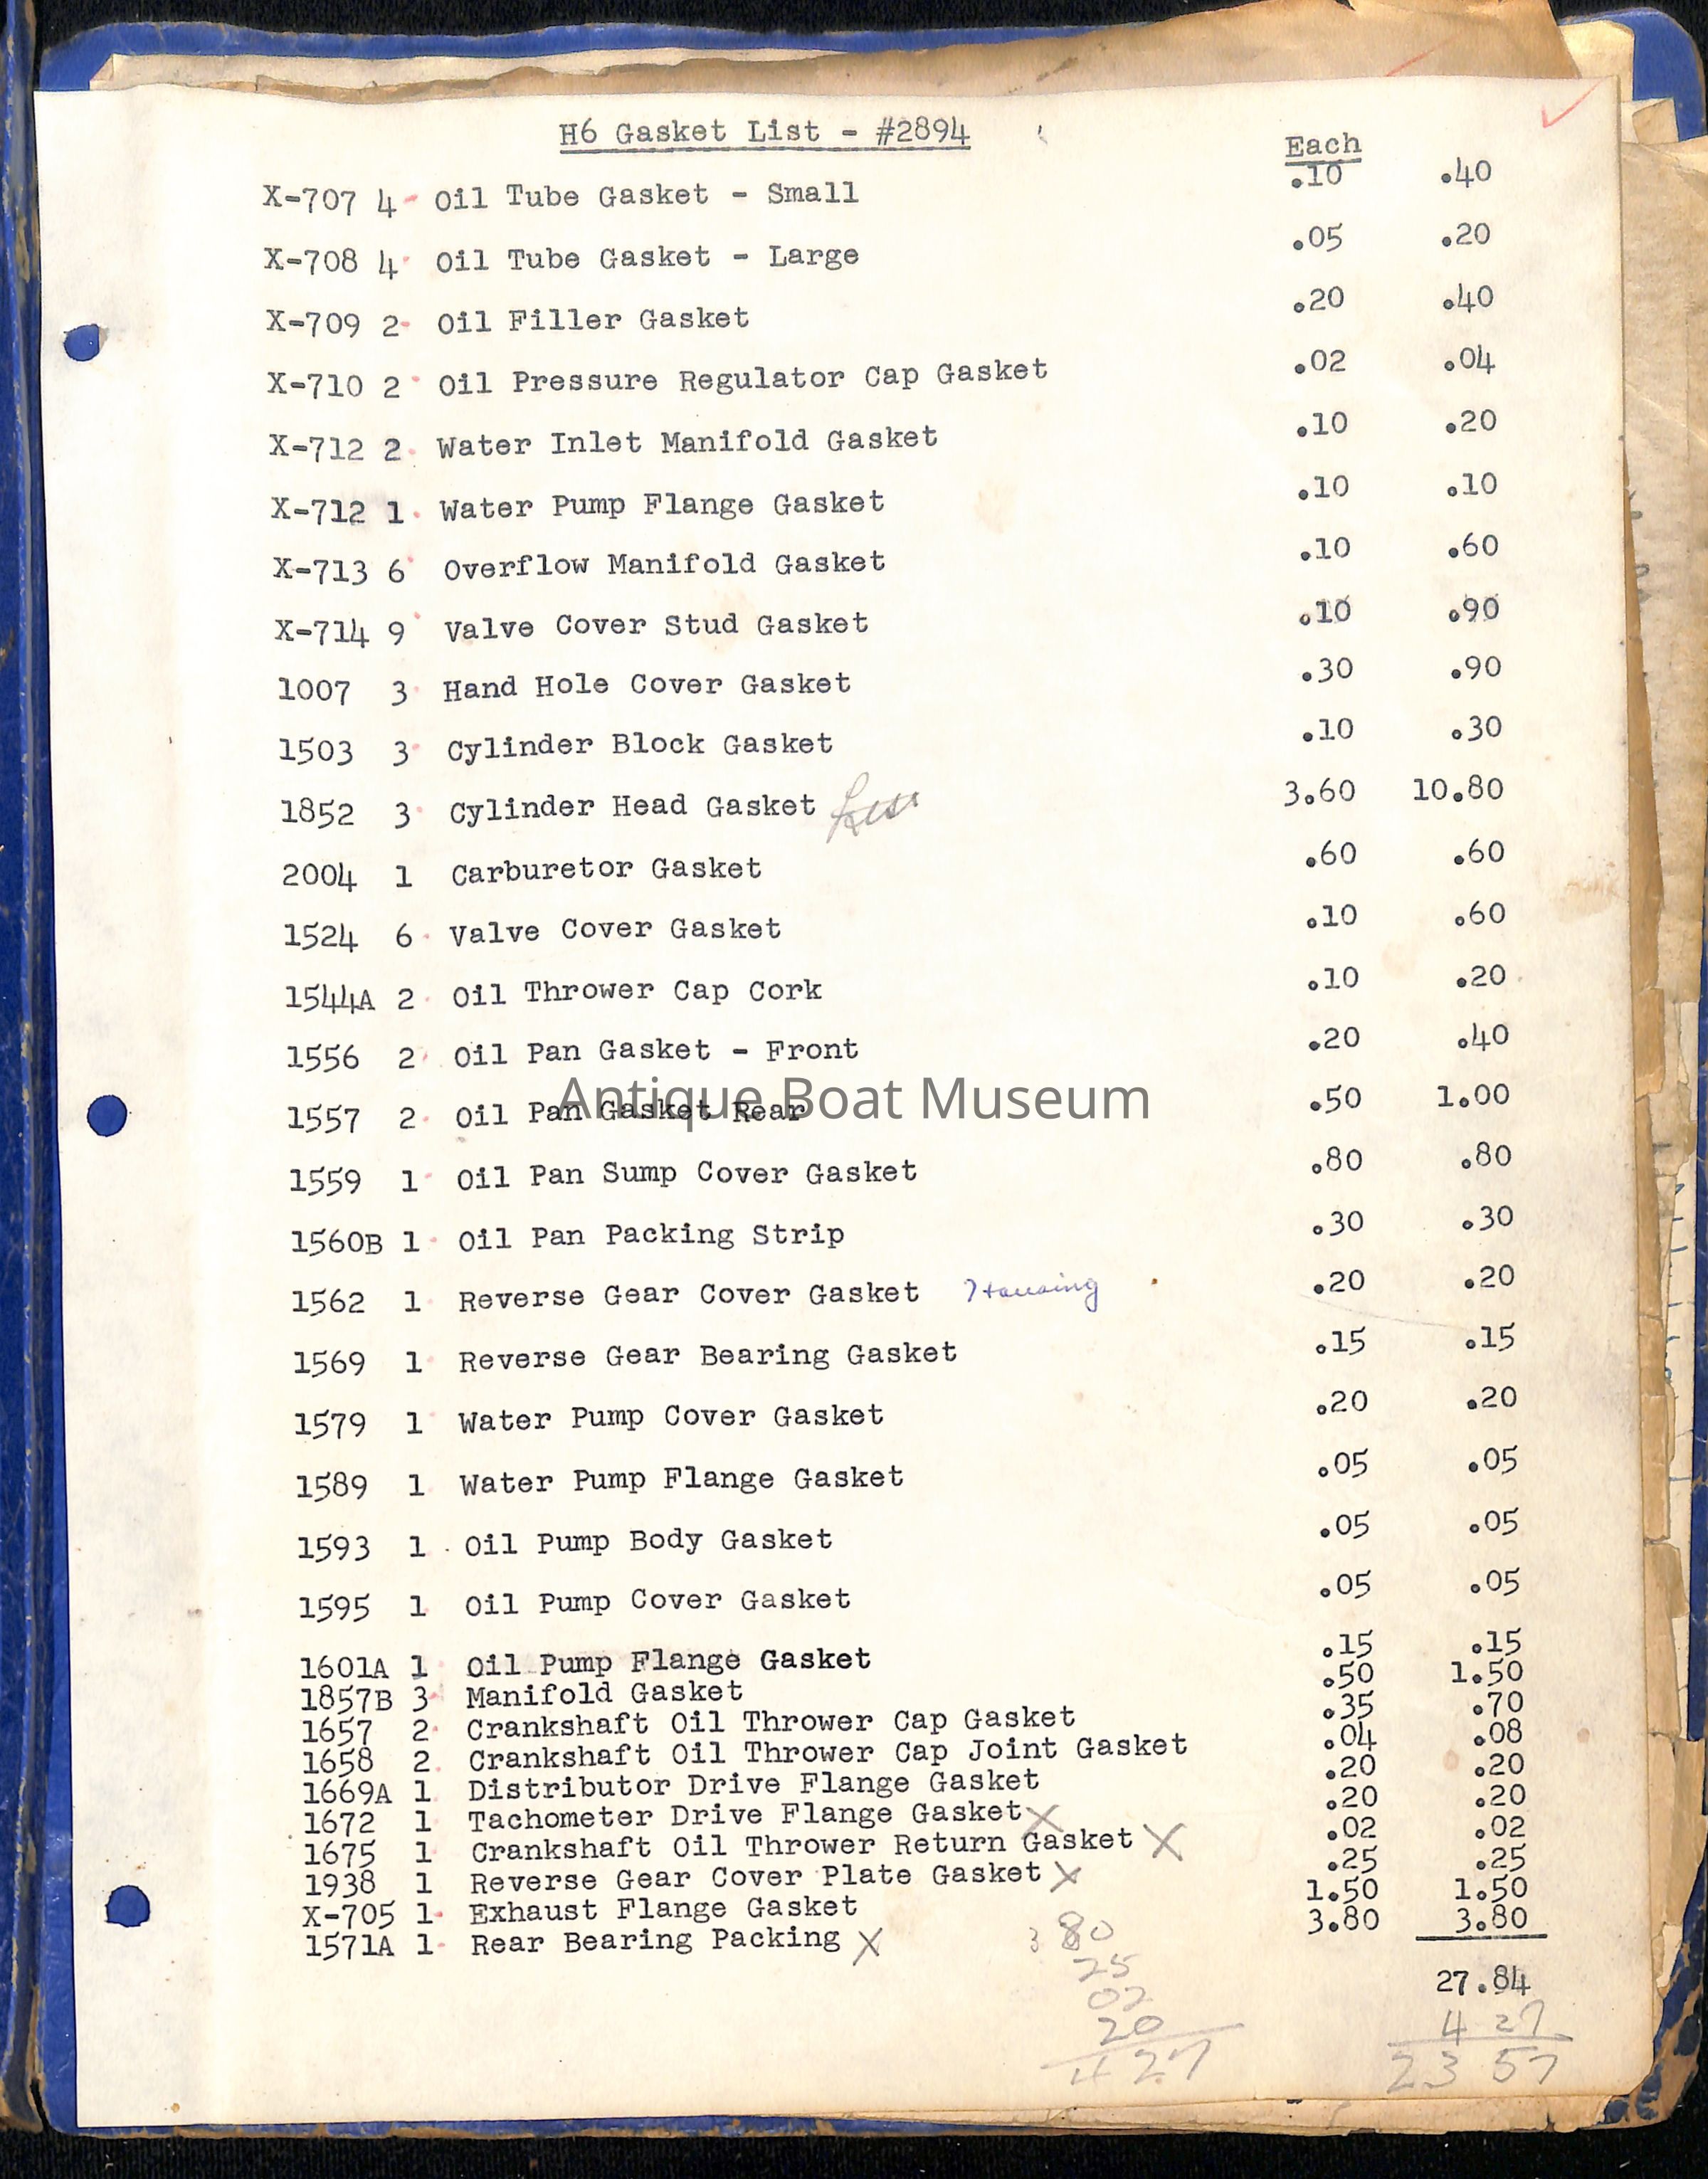 H6 Gasket List - #2894
Each
X-707 4 Oil Tube Gasket - Small .10 .40
X-708 4 Oil Tube Gasket - Large .05 .20
X-709 2 Oil Filler Gasket .20 .40
X-710 2 Oil Pressure Regulator Cap Gasket .02 .04
X-712 2 Water Inlet Manifold Gasket .10 .20
X-712 1 Water Pump Flange Gasket .10 .10
X-713 6 Overflow Manifold Gasket .10 .60
X-714 9 Valve Cover Stud Gasket .10 .90
1007 3 Hand Hole Cover Gasket .30 .90
1503 3 Cylinder Block Gasket .10 .30
1852 3 Cylinder Head Gasket 3.60 10.80
2004 1 Carburetor Gasket .60 .60
1524 6 Valve Cover Gasket .10 .60
1544A 2 Oil Thrower Cap Cork .10 .20
1556 2 Oil Pan Gasket - Front .20 .40
Antique Boat Museum
1557 2 Oil Pan Gasket Rear .50 1.00
1559 1 Oil Pan Sump Cover Gasket .80 .80
1560B 1 Oil Pan Packing Strip .30 .30
1562 1 Reverse Gear Cover Gasket Housing .20 .20
1569 1 Reverse Gear Bearing Gasket .15 .15
1579 1 Water Pump Cover Gasket .20 .20
1589 1 Water Pump Flange Gasket .05 .05
1593 1 Oil Pump Body Gasket .05 .05
1595 1 Oil Pump Cover Gasket .05 .05
1601A 1 Oil Pump Flange Gasket .15 .15
1857B 3 Manifold Gasket .50 1.50
1657 2 Crankshaft Oil Thrower Cap Gasket .35 .70
1658 2 Crankshaft Oil Thrower Cap Joint Gasket .04 .08
1669A 1 Distributor Drive Flange Gasket .20 .20
1672 1 Tachometer Drive Flange Gasket X .20 .20
1675 1 Crankshaft Oil Thrower Return Gasket X .02 .02
1938 1 Reverse Gear Cover Plate Gasket X .25 .25
X-705 1 Exhaust Flange Gasket 1.50 1.50
1571A 1 Rear Bearing Packing X 3.80 3.80
3 80
25
02
20
4 27
27.84
4 27
23 57